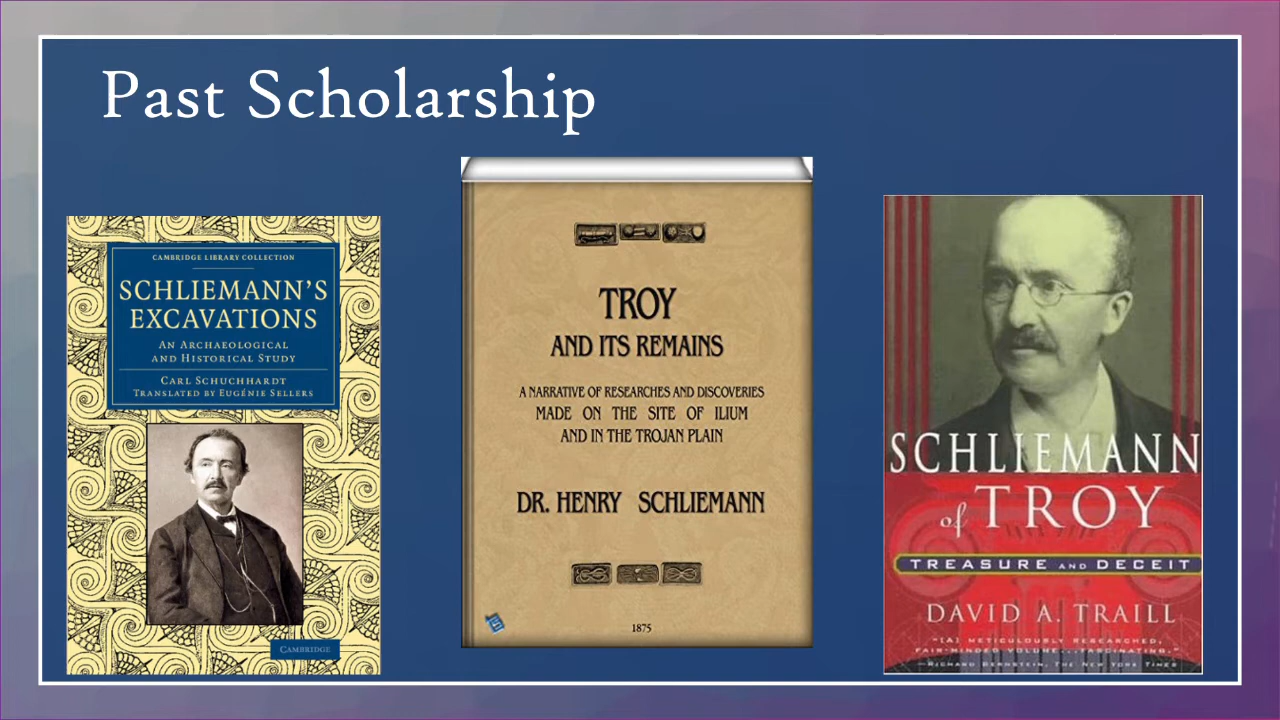 Past Scholarship
CAMBRIDGE LIBRARY COLLECTION
SCHLIEMANN'S
EXCAVATIONS
AN ARCHAEOLOGICAL
AND HISTORICAL STUDY
CARL SCHUCHHARDT
TRANSLATED BY EUGÉNIE SELLERS
CAMBRIDGE
TROY
AND ITS REMAINS
A NARRATIVE OF RESEARCHES AND DISCOVERIES
MADE ON THE SITE OF ILIUM
AND IN THE TROJAN PLAIN
DR. HENRY SCHLIEMANN
1875
SCHLIEMANN
of TROY
TREASURE AND DECEIT
DAVID A. TRAILL
"[A] METICULOUSLY RESEARCHED,
FAIR-MINDED VOLUME...FASCINATING."
—RICHARD BERNSTEIN, THE NEW YORK TIMES